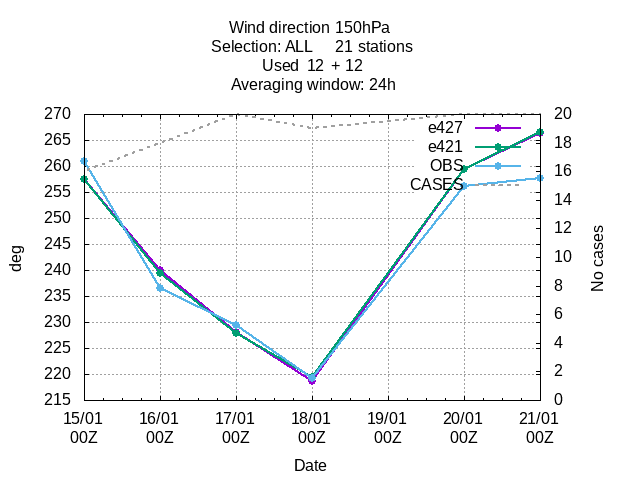 Wind direction 150hPa
Selection: ALL 21 stations
Used 12 + 12
Averaging window: 24h
270
265
260
255
250
245
240
235
230
225
220
215
deg
20
18
16
14
12
10
8
6
4
2
0
No cases
e427
e421
OBS
CASES
15/01 16/01 17/01 18/01 19/01 20/01 21/01
00Z 00Z 00Z 00Z 00Z 00Z 00Z
Date